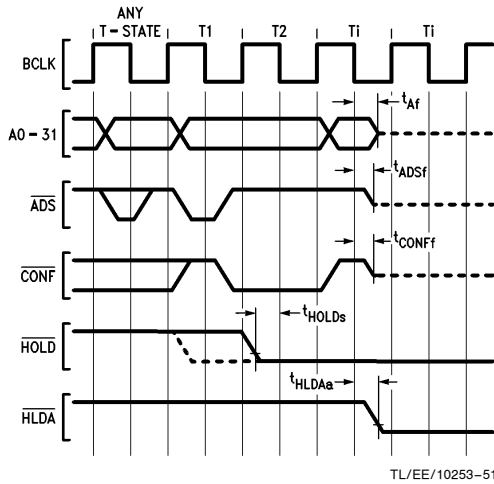 ANY
T-STATE T1 T2 Ti Ti
BCLK
tAf
A0-31
tADSf
ADS
tCONFf
CONF
tHOLDs
HOLD
tHLDAa
HLDA
TL/EE/10253-51